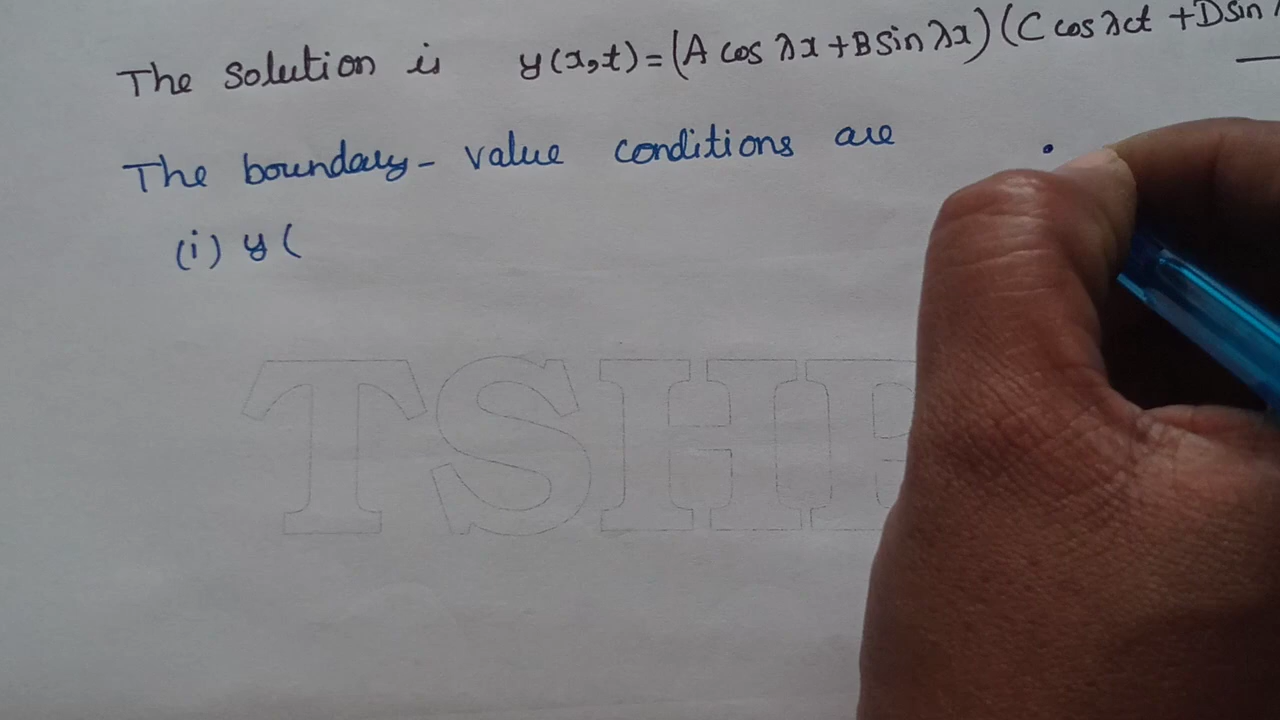 The solution is y(x,t)=(A cos λx+B sin λx)(C cos λct +D sin
The boundary-value conditions are
(i) y(
TSH